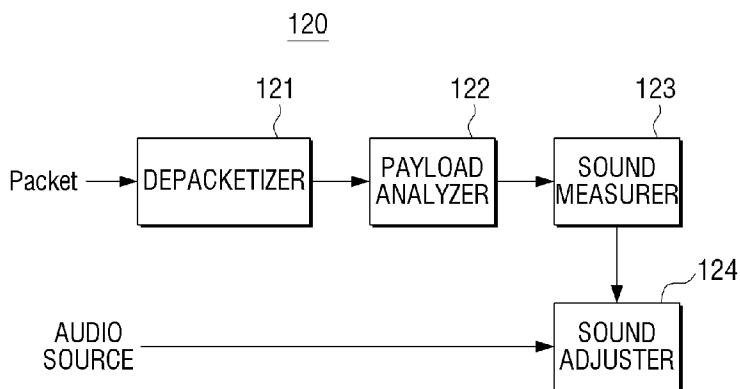 120
121
122
123
Packet
DEPACKETIZER
PAYLOAD
ANALYZER
SOUND
MEASURER
124
AUDIO
SOURCE
SOUND
ADJUSTER